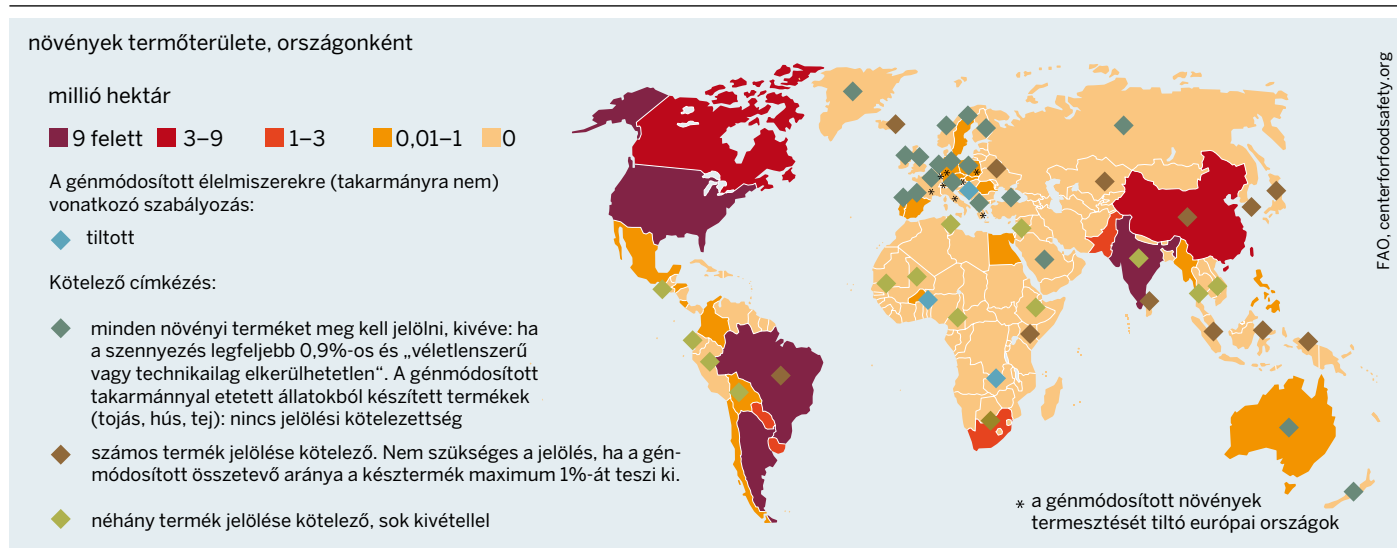 növények termőterülete, országonként
millió hektár
9 felett 3–9 1–3 0,01–1 0
A génmódosított élelmiszerekre (takarmányra nem)
vonatkozó szabályozás:
tiltott
Kötelező címkézés:
minden növényi terméket meg kell jelölni, kivéve: ha
a szennyezés legfeljebb 0,9%-os és „véletlenszerű
vagy technikailag elkerülhetetlen“. A génmódosított
takarmánnyal etetett állatokból készített termékek
(tojás, hús, tej): nincs jelölési kötelezettség
számos termék jelölése kötelező. Nem szükséges a jelölés, ha a gén-
módosított összetevő aránya a késztermék maximum 1%-át teszi ki.
néhány termék jelölése kötelező, sok kivétellel
* a génmódosított növények
termesztését tiltó európai országok
FAO, centerforfoodsafety.org